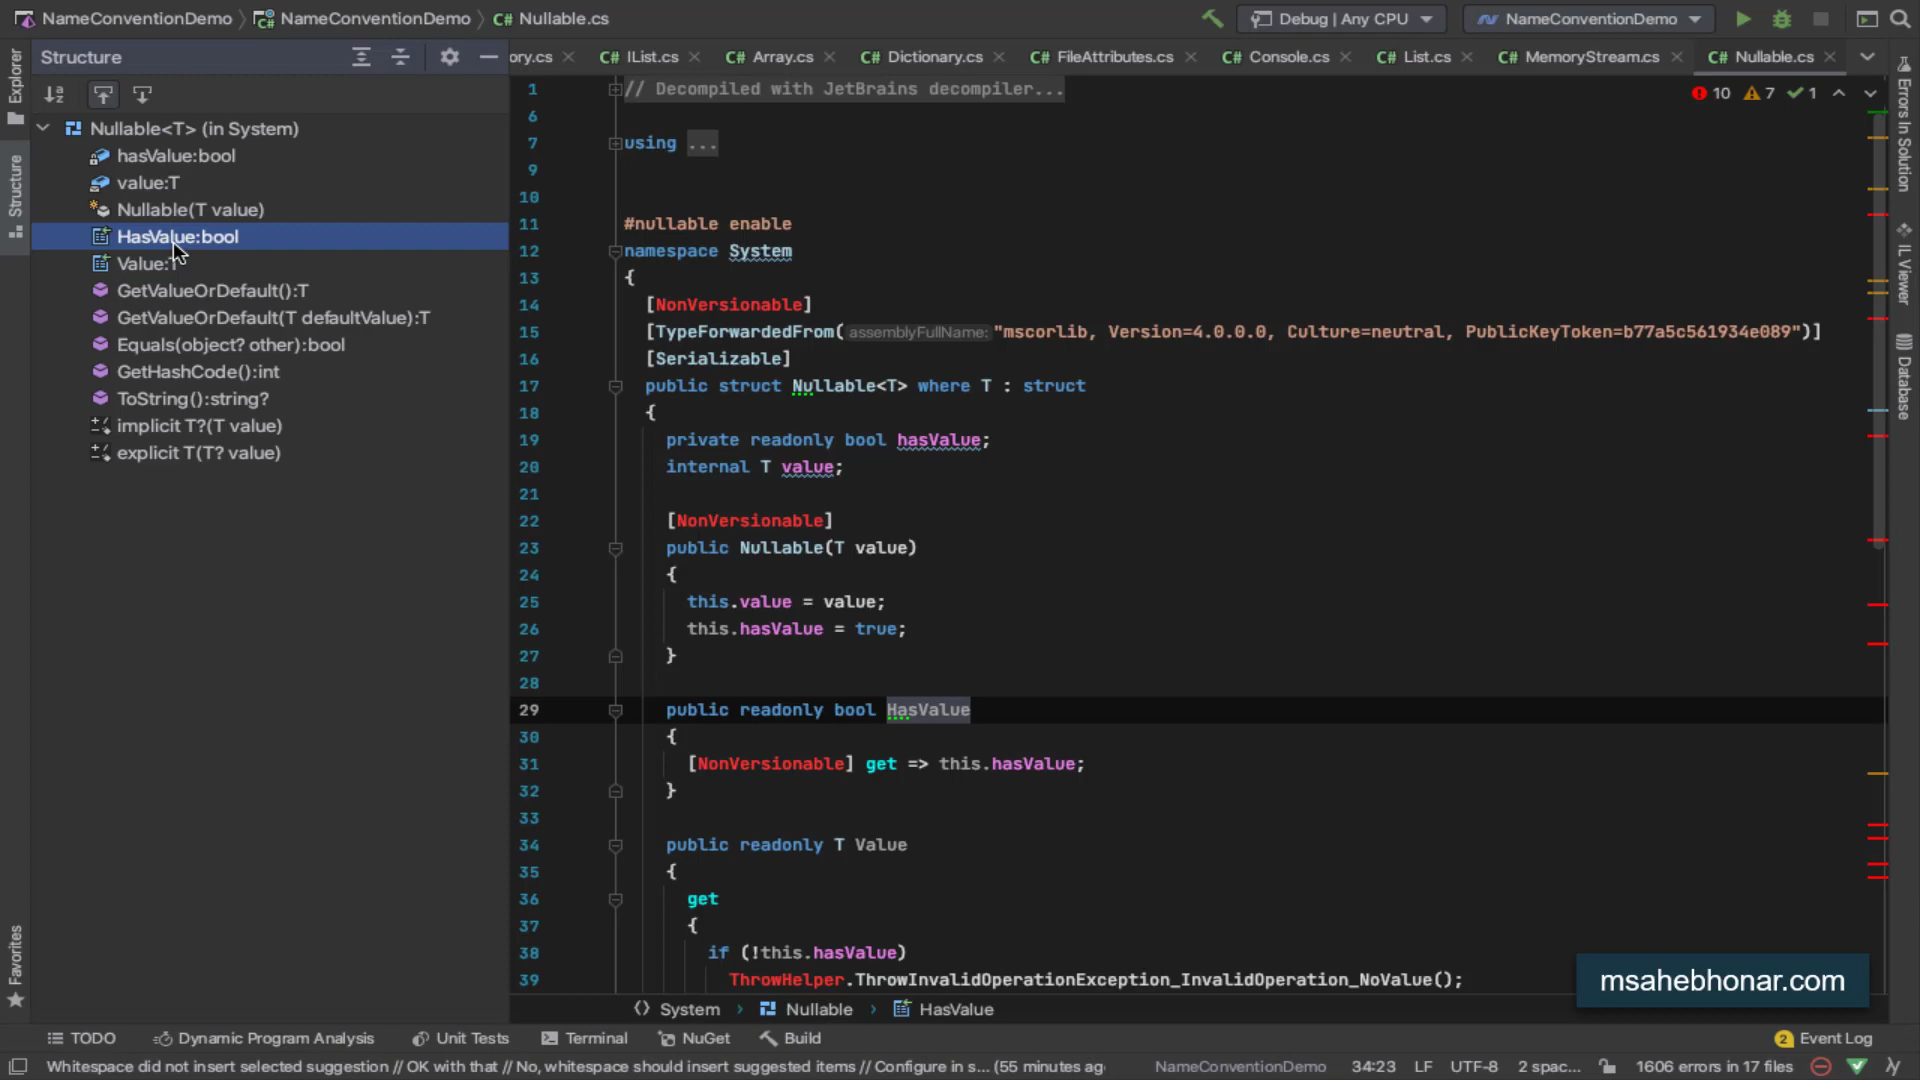 NameConventionDemo > NameConventionDemo > C# Nullable.cs
Debug | Any CPU
NameConventionDemo
Structure
ory.cs
C# IList.cs
C# Array.cs
C# Dictionary.cs
C# FileAttributes.cs
C# Console.cs
C# List.cs
C# MemoryStream.cs
C# Nullable.cs
Explorer
Structure
Favorites
Nullable<T> (in System)
hasValue:bool
value:T
Nullable(T value)
HasValue:bool
Value:T
GetValueOrDefault():T
GetValueOrDefault(T defaultValue):T
Equals(object? other):bool
GetHashCode():int
ToString():string?
implicit T?(T value)
explicit T(T? value)
1 // Decompiled with JetBrains decompiler...
6
7 using ...
9
10
11 #nullable enable
12 namespace System
13 {
14 [NonVersionable]
15 [TypeForwardedFrom( assemblyFullName: "mscorlib, Version=4.0.0.0, Culture=neutral, PublicKeyToken=b77a5c561934e089")]
16 [Serializable]
17 public struct Nullable<T> where T : struct
18 {
19 private readonly bool hasValue;
20 internal T value;
21
22 [NonVersionable]
23 public Nullable(T value)
24 {
25 this.value = value;
26 this.hasValue = true;
27 }
28
29 public readonly bool HasValue
30 {
31 [NonVersionable] get => this.hasValue;
32 }
33
34 public readonly T Value
35 {
36 get
37 {
38 if (!this.hasValue)
39 ThrowHelper.ThrowInvalidOperationException_InvalidOperation_NoValue();
10 7 1
Errors In Solution
IL Viewer
Database
msahebhonar.com
System > Nullable > HasValue
TODO
Dynamic Program Analysis
Unit Tests
Terminal
NuGet
Build
2 Event Log
Whitespace did not insert selected suggestion // OK with that // No, whitespace should insert suggested items // Configure in s... (55 minutes ag
NameConventionDemo
34:23
LF
UTF-8
2 spac...
1606 errors in 17 files